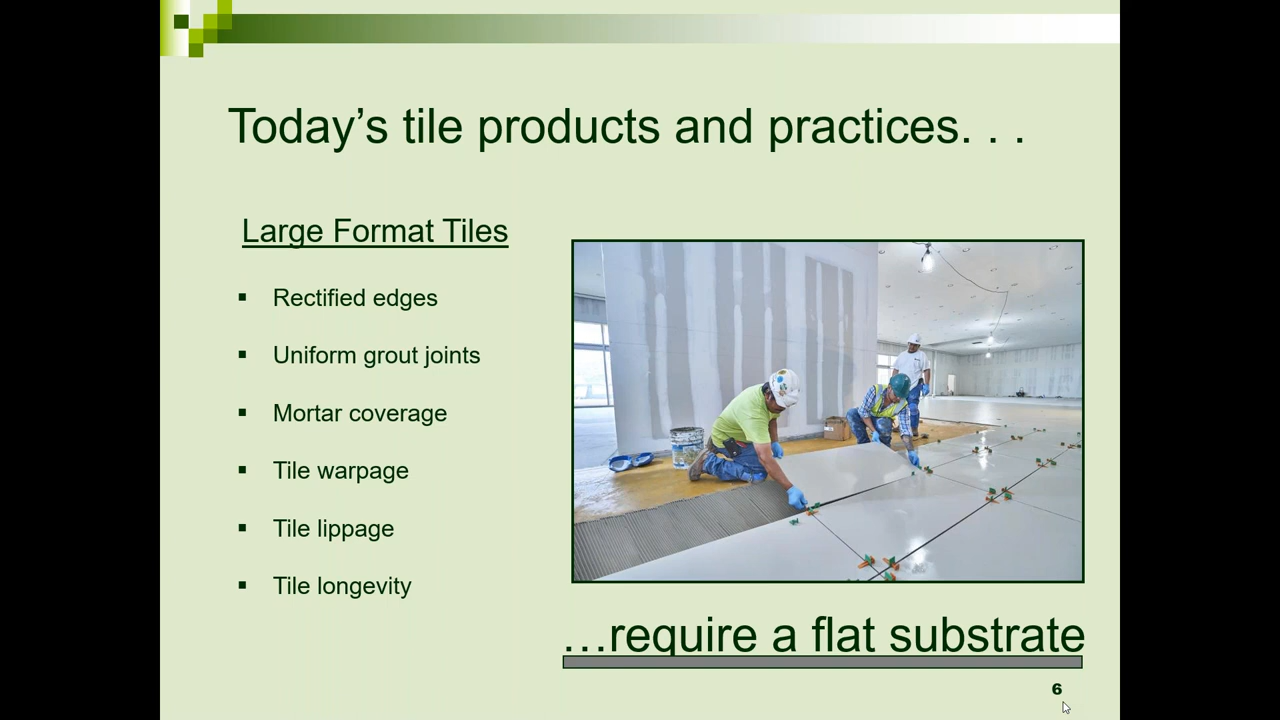 Today’s tile products and practices. . .
Large Format Tiles
▪ Rectified edges
▪ Uniform grout joints
▪ Mortar coverage
▪ Tile warpage
▪ Tile lippage
▪ Tile longevity
…require a flat substrate
6